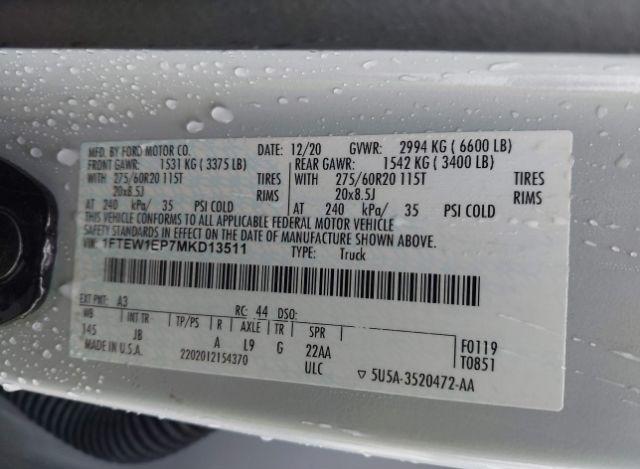 MFD. BY FORD MOTOR CO. DATE: 12/20 GVWR: 2994 KG ( 6600 LB)
FRONT GAWR: 1531 KG ( 3375 LB) REAR GAWR: 1542 KG ( 3400 LB)
WITH 275/60R20 115T TIRES WITH 275/60R20 115T TIRES
20x8.5J RIMS 20x8.5J RIMS
AT 240 kPa/ 35 PSI COLD AT 240 kPa/ 35 PSI COLD
THIS VEHICLE CONFORMS TO ALL APPLICABLE FEDERAL MOTOR VEHICLE
SAFETY STANDARDS IN EFFECT ON THE DATE OF MANUFACTURE SHOWN ABOVE.
VIN: 1FTEW1EP7MKD13511 TYPE: Truck
EXT PNT: A3 RC: 44 DSO:
WB INT TR TP/PS R AXLE TR SPR
145 JB A L9 G 22AA F0119
MADE IN U.S.A. 2202012154370 ULC ▽ 5U5A-3520472-AA T0851